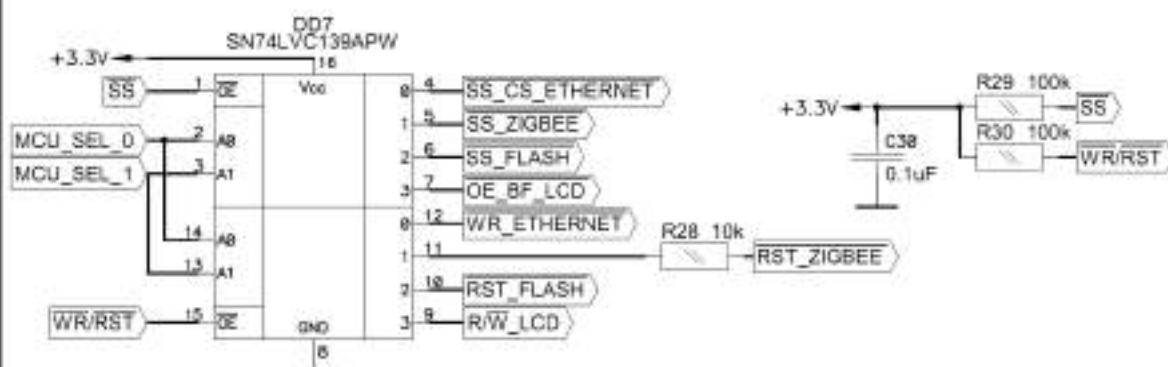 DD7
SN74LVC139APW
+3.3V
16
SS
1
OE
Vcc
0
4
SS_CS_ETHERNET
1
5
SS_ZIGBEE
MCU_SEL_0
2
A0
2
6
SS_FLASH
MCU_SEL_1
3
A1
3
7
OE_BF_LCD
0
12
WR_ETHERNET
14
A0
1
11
R28 10k
RST_ZIGBEE
13
A1
2
10
RST_FLASH
WR/RST
15
OE
GND
3
9
R/W_LCD
8
R29 100k
+3.3V
SS
R30 100k
C30
WR/RST
0.1uF